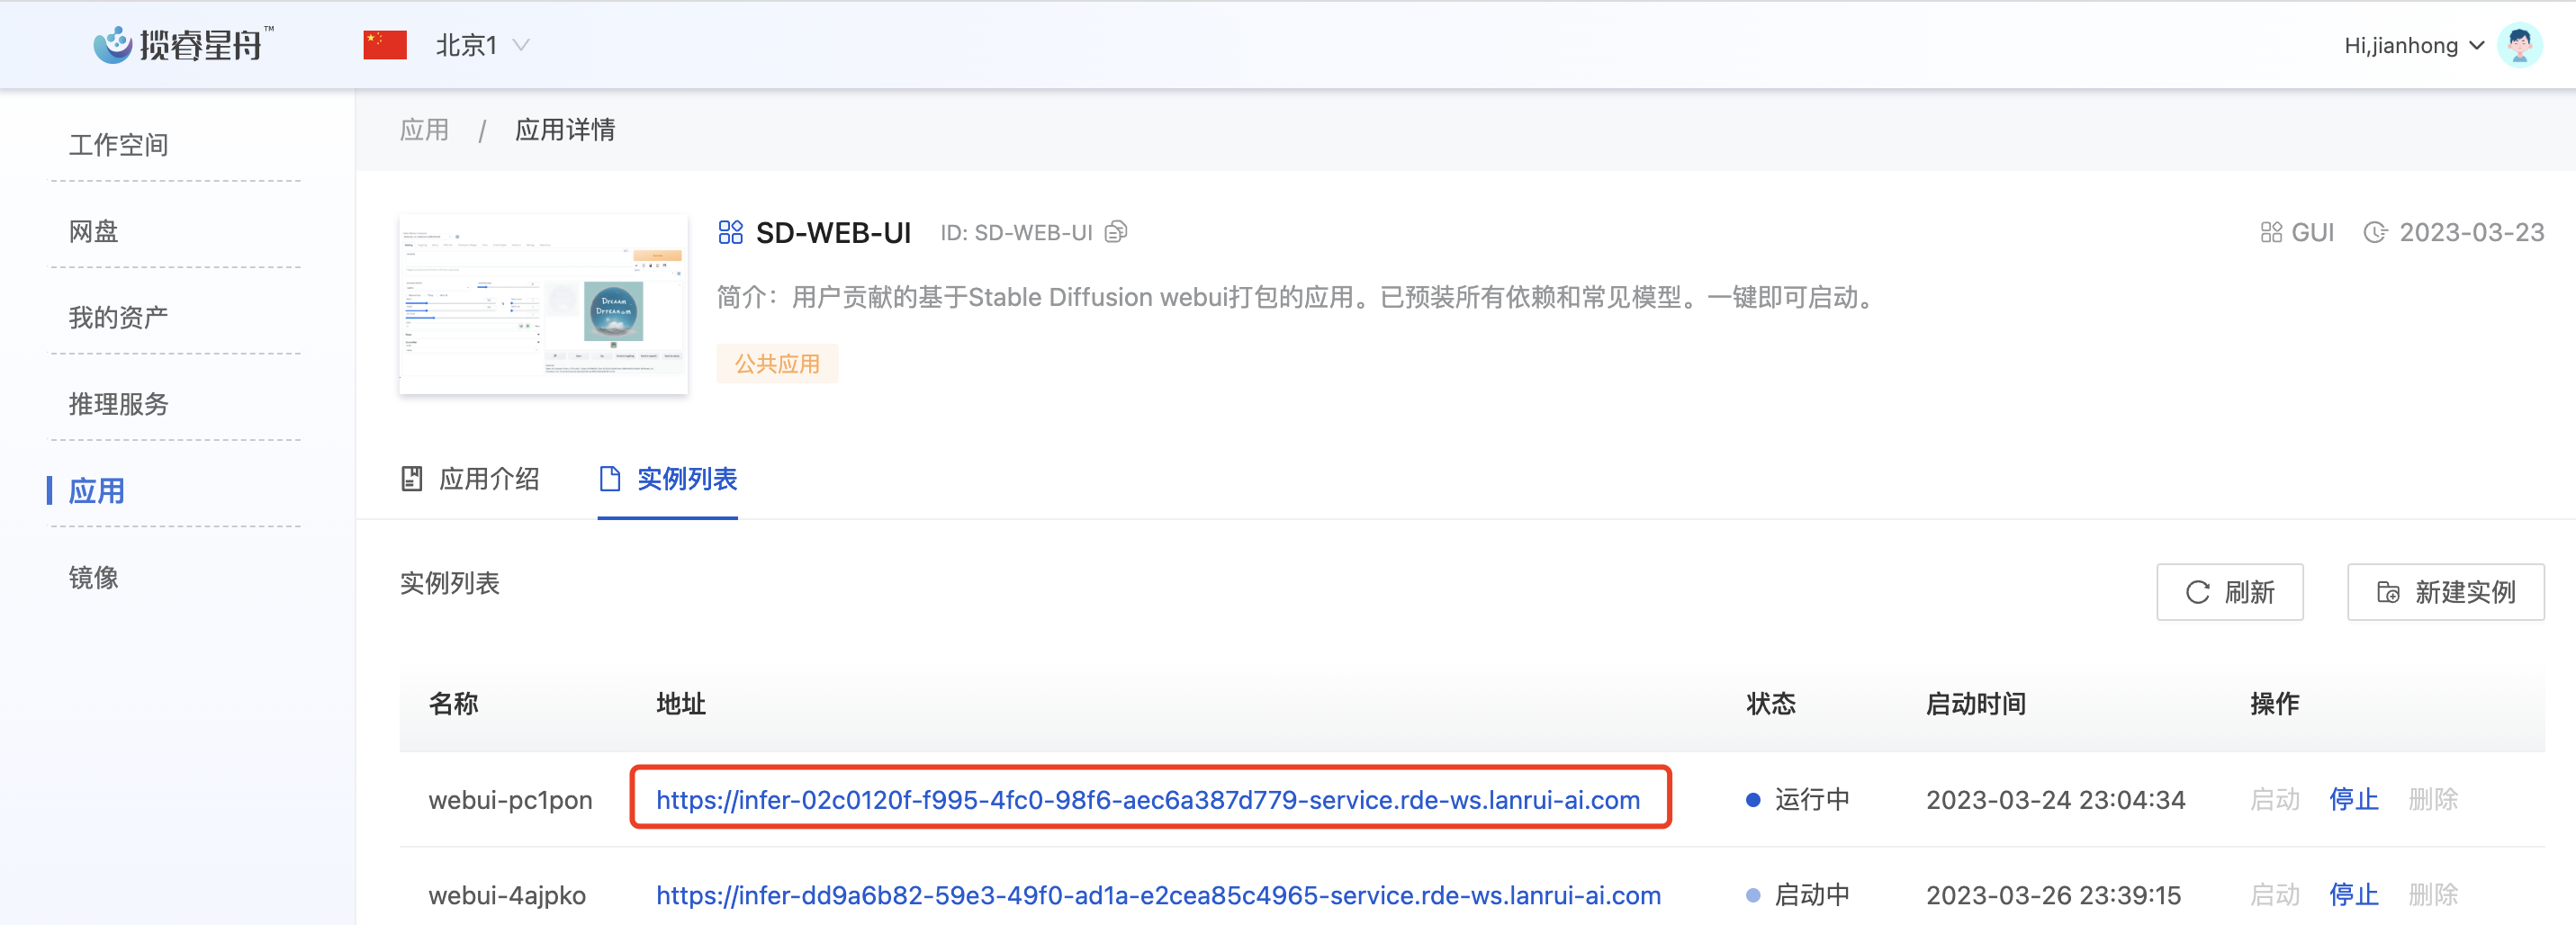 揽睿星舟™
北京1
Hi,jianhong
工作空间
网盘
我的资产
推理服务
应用
镜像
应用 / 应用详情
SD-WEB-UI ID: SD-WEB-UI
GUI 2023-03-23
简介：用户贡献的基于Stable Diffusion webui打包的应用。已预装所有依赖和常见模型。一键即可启动。
公共应用
应用介绍 实例列表
实例列表
刷新 新建实例
名称 地址 状态 启动时间 操作
webui-pc1pon https://infer-02c0120f-f995-4fc0-98f6-aec6a387d779-service.rde-ws.lanrui-ai.com 运行中 2023-03-24 23:04:34 启动 停止 删除
webui-4ajpko https://infer-dd9a6b82-59e3-49f0-ad1a-e2cea85c4965-service.rde-ws.lanrui-ai.com 启动中 2023-03-26 23:39:15 启动 停止 删除